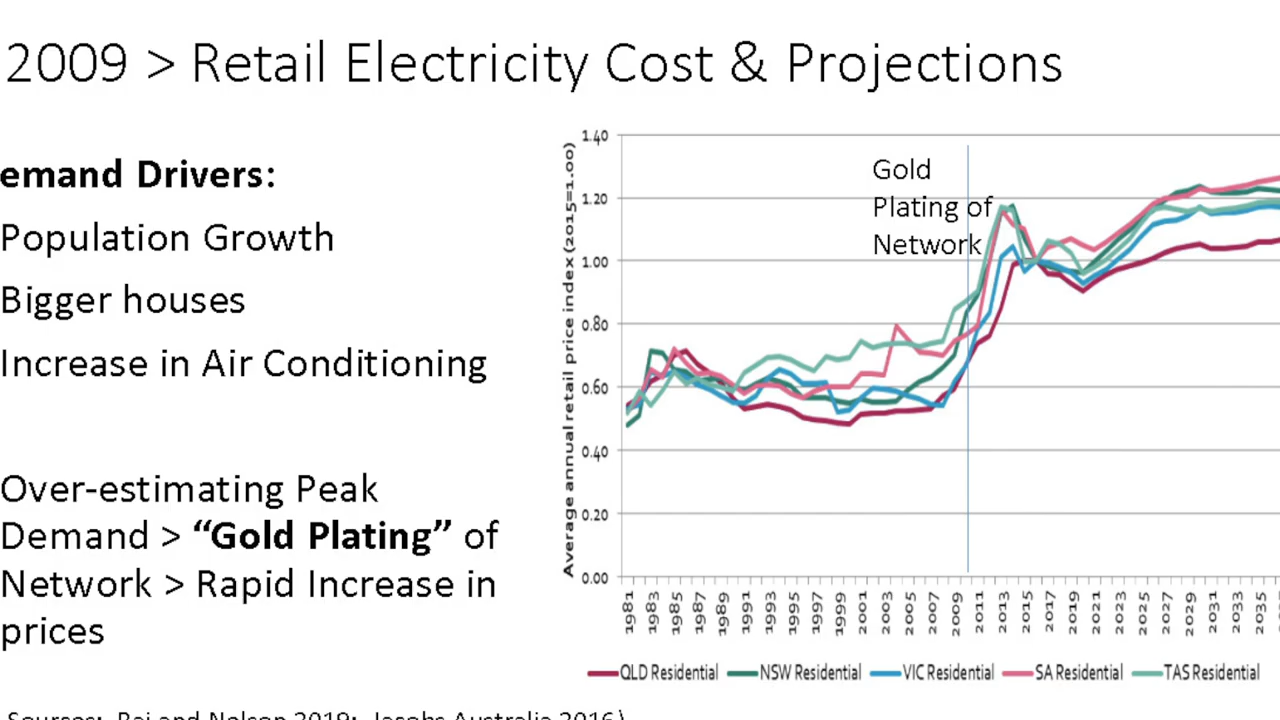 2009 > Retail Electricity Cost & Projections
emand Drivers:
Population Growth
Bigger houses
Increase in Air Conditioning
Over-estimating Peak
Demand > “Gold Plating” of
Network > Rapid Increase in
prices
Sources: Rai and Nelson 2019; Jacobs Australia 2016)
Average annual retail price index (2015=1.00)
1.40
1.20
1.00
0.80
0.60
0.40
0.20
0.00
Gold
Plating of
Network
1981
1983
1985
1987
1989
1991
1993
1995
1997
1999
2001
2003
2005
2007
2009
2011
2013
2015
2017
2019
2021
2023
2025
2027
2029
2031
2033
2035
QLD Residential
NSW Residential
VIC Residential
SA Residential
TAS Residential